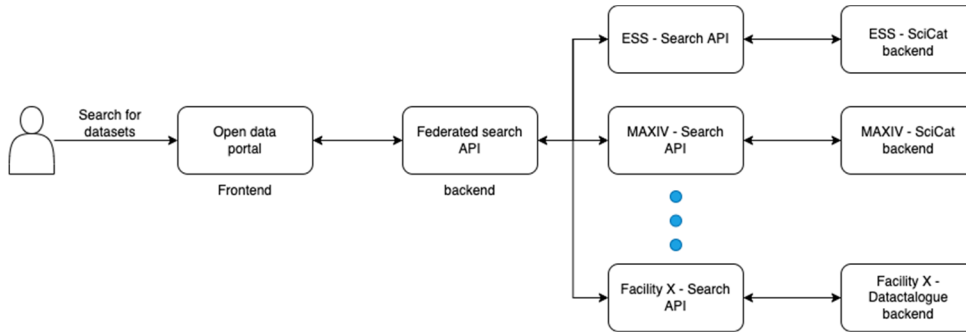 Search for
datasets
Open data
portal
Frontend
Federated search
API
backend
ESS - Search API
ESS - SciCat
backend
MAXIV - Search
API
MAXIV - SciCat
backend
Facility X - Search
API
Facility X -
Datactalogue
backend